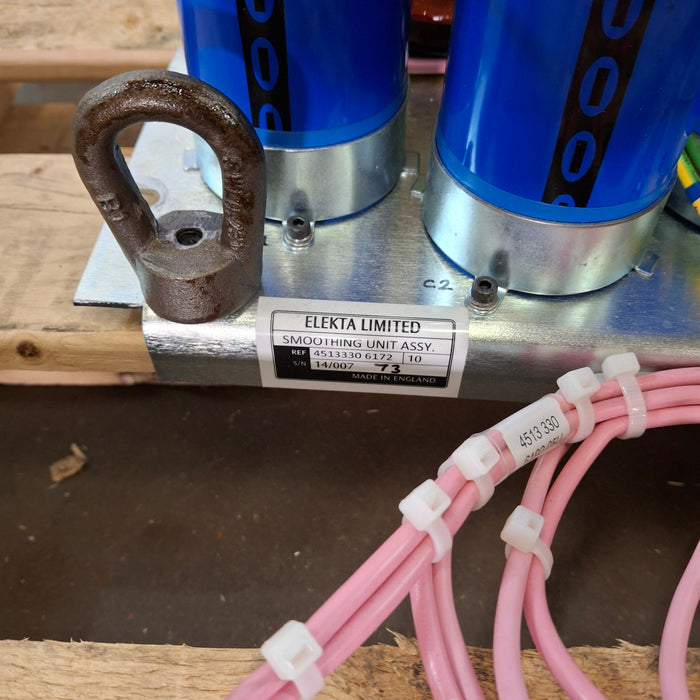 C2
ELEKTA LIMITED
SMOOTHING UNIT ASSY.
REF 4513330 6172 10
S/N 14/007 73
MADE IN ENGLAND
4513 330